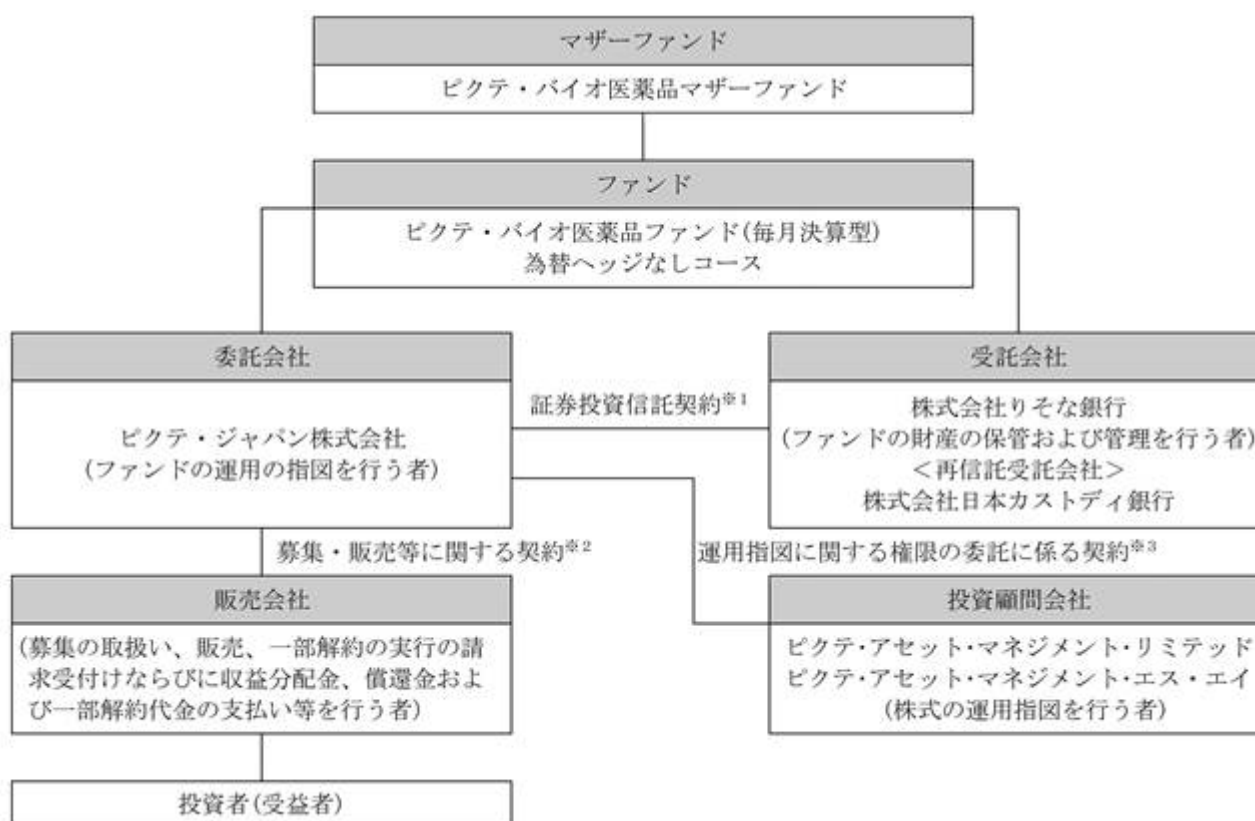 マザーファンド
ピクテ・バイオ医薬品マザーファンド
ファンド
ピクテ・バイオ医薬品ファンド(毎月決算型)
為替ヘッジなしコース
委託会社
ピクテ・ジャパン株式会社
(ファンドの運用の指図を行う者)
証券投資信託契約※1
受託会社
株式会社りそな銀行
(ファンドの財産の保管および管理を行う者)
<再信託受託会社>
株式会社日本カストディ銀行
募集・販売等に関する契約※2
運用指図に関する権限の委託に係る契約※3
販売会社
(募集の取扱い、販売、一部解約の実行の請
求受付けならびに収益分配金、償還金およ
び一部解約代金の支払い等を行う者)
投資顧問会社
ピクテ・アセット・マネジメント・リミテッド
ピクテ・アセット・マネジメント・エス・エイ
(株式の運用指図を行う者)
投資者(受益者)